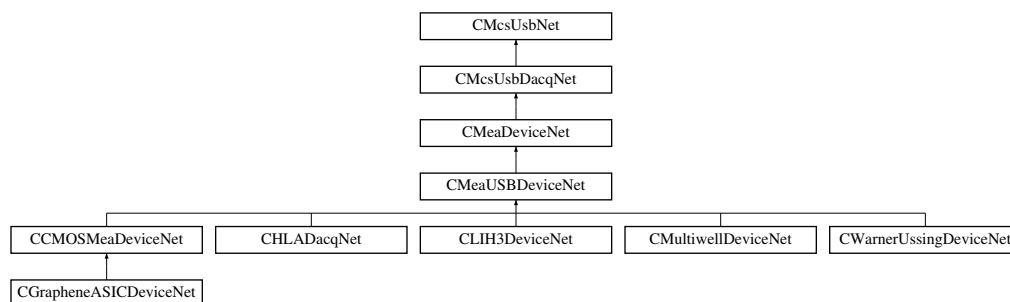 CMcsUsbNet
CMcsUsbDacqNet
CMeaDeviceNet
CMeaUSBDeviceNet
CCMOSMeaDeviceNet CHLADacqNet CLIH3DeviceNet CMultiwellDeviceNet CWarnerUssingDeviceNet
CGrapheneASICDeviceNet